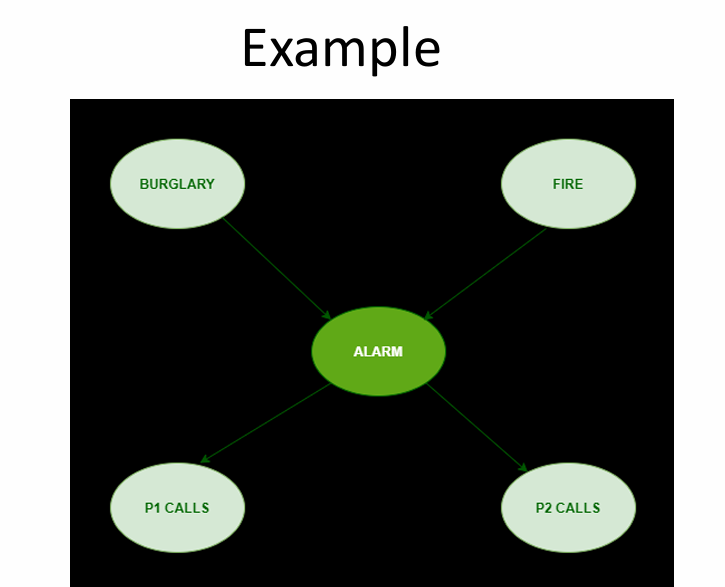 Example
BURGLARY
FIRE
ALARM
P1 CALLS
P2 CALLS